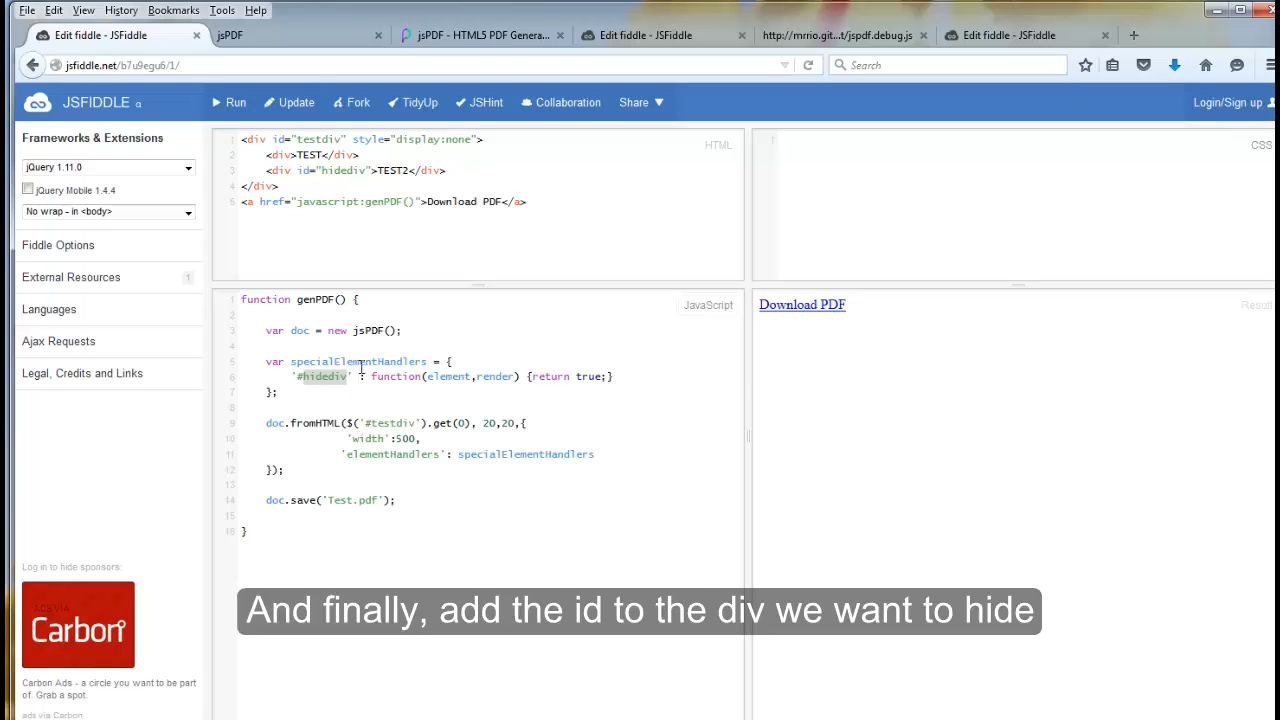 File Edit View History Bookmarks Tools Help
Edit fiddle - JSFiddle
jsPDF
jsPDF - HTML5 PDF Genera...
Edit fiddle - JSFiddle
http://mrrio.git...t/jspdf.debug.js
Edit fiddle - JSFiddle
jsfiddle.net/b7u9egu6/1/
Search
JSFIDDLE α
Run
Update
Fork
TidyUp
JSHint
Collaboration
Share
Login/Sign up
Frameworks & Extensions
jQuery 1.11.0
jQuery Mobile 1.4.4
No wrap - in <body>
Fiddle Options
External Resources 1
Languages
Ajax Requests
Legal, Credits and Links
Log in to hide sponsors:
ADS VIA
Carbon
Carbon Ads - a circle you want to be part
of. Grab a spot.
ads via Carbon
HTML
1 <div id="testdiv" style="display:none">
2 <div>TEST</div>
3 <div id="hidediv">TEST2</div>
4 </div>
<a href="javascript:genPDF()">Download PDF</a>
1
CSS
JavaScript
1 function genPDF() {
2
3 var doc = new jsPDF();
4
5 var specialElementHandlers = {
6 '#hidediv' : function(element,render) {return true;}
7 };
8
9 doc.fromHTML($('#testdiv').get(0), 20,20,{
10 'width':500,
11 'elementHandlers': specialElementHandlers
12 });
13
14 doc.save('Test.pdf');
15
}
Download PDF
Result
And finally, add the id to the div we want to hide